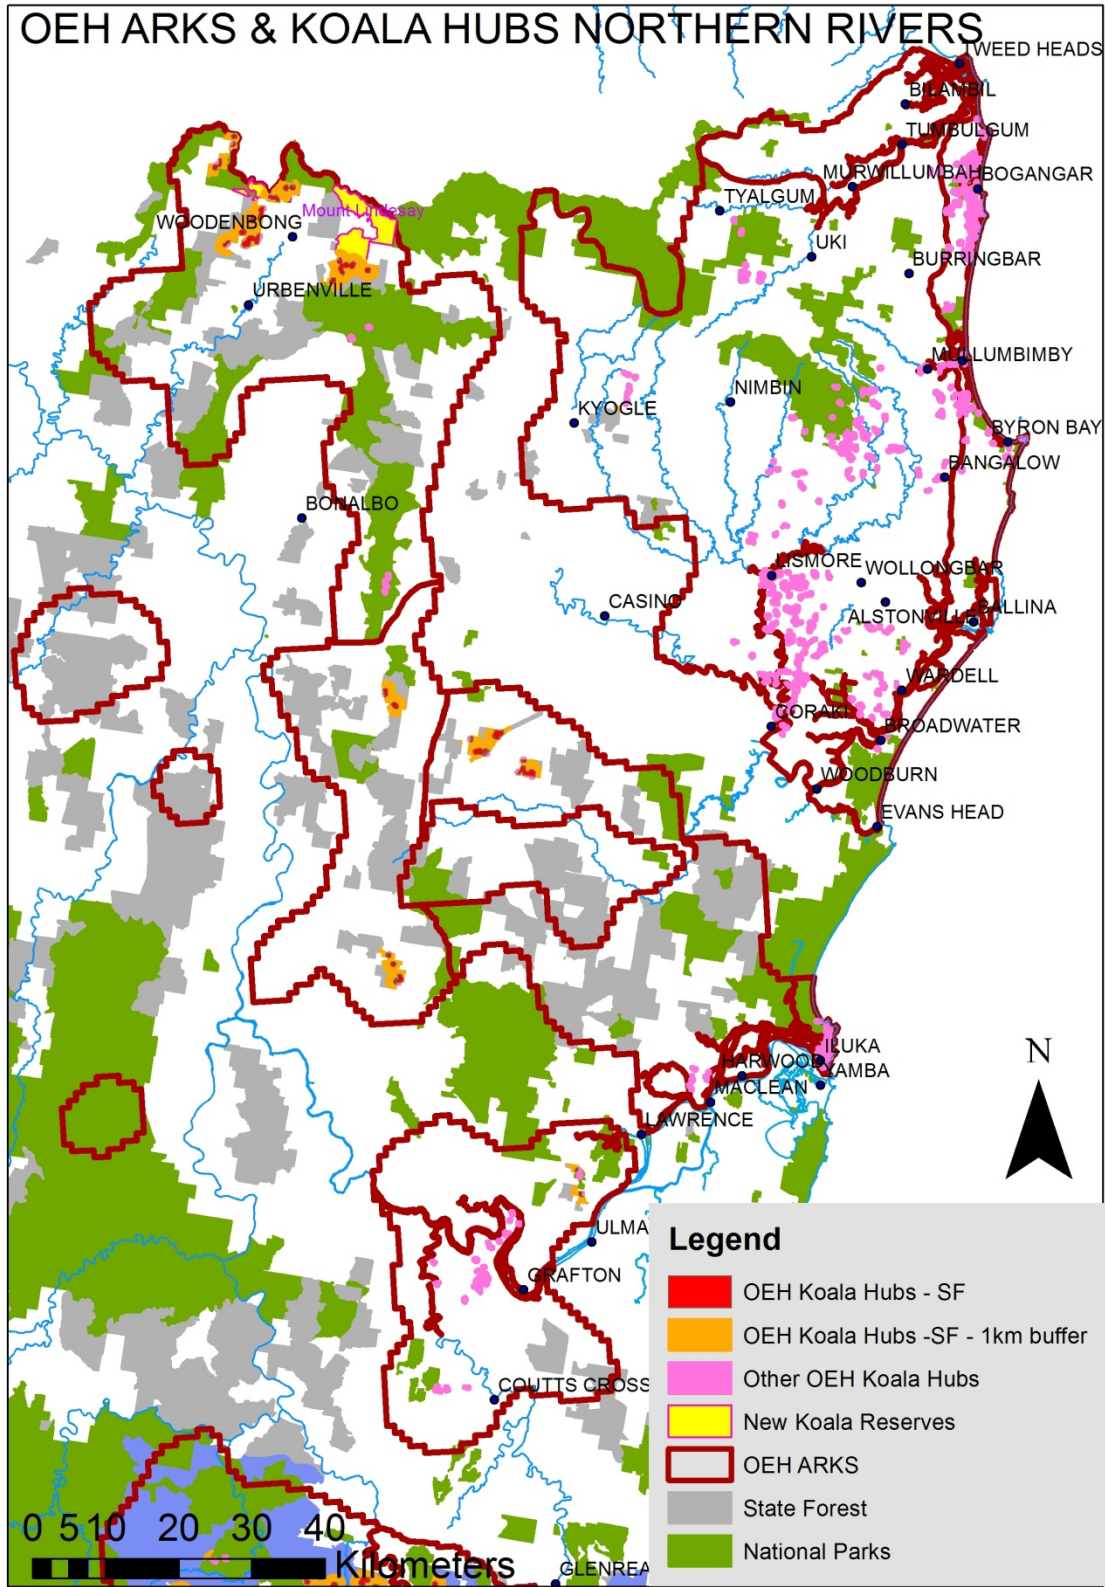 OEH ARKS & KOALA HUBS NORTHERN RIVERS
TWEED HEADS
BILAMBIL
TUMBULGUM
MURWILLUMBAH
BOGANGAR
TYALGUM
Mount Lindesay
WOODENBONG
UKI
BURRINGBAR
URBENVILLE
MULLUMBIMBY
NIMBIN
KYOGLE
BYRON BAY
BANGALOW
BONALBO
LISMORE
WOLLONGBAR
CASINO
ALSTONVILLE
BALLINA
WARDELL
CORAKI
BROADWATER
WOODBURN
EVANS HEAD
N
ILUKA
HARWOOD
YAMBA
MACLEAN
LAWRENCE
ULMA
GRAFTON
COUTTS CROSS
Legend
OEH Koala Hubs - SF
OEH Koala Hubs -SF - 1km buffer
Other OEH Koala Hubs
New Koala Reserves
OEH ARKS
State Forest
National Parks
0 5 10 20 30 40
Kilometers
GLENREA